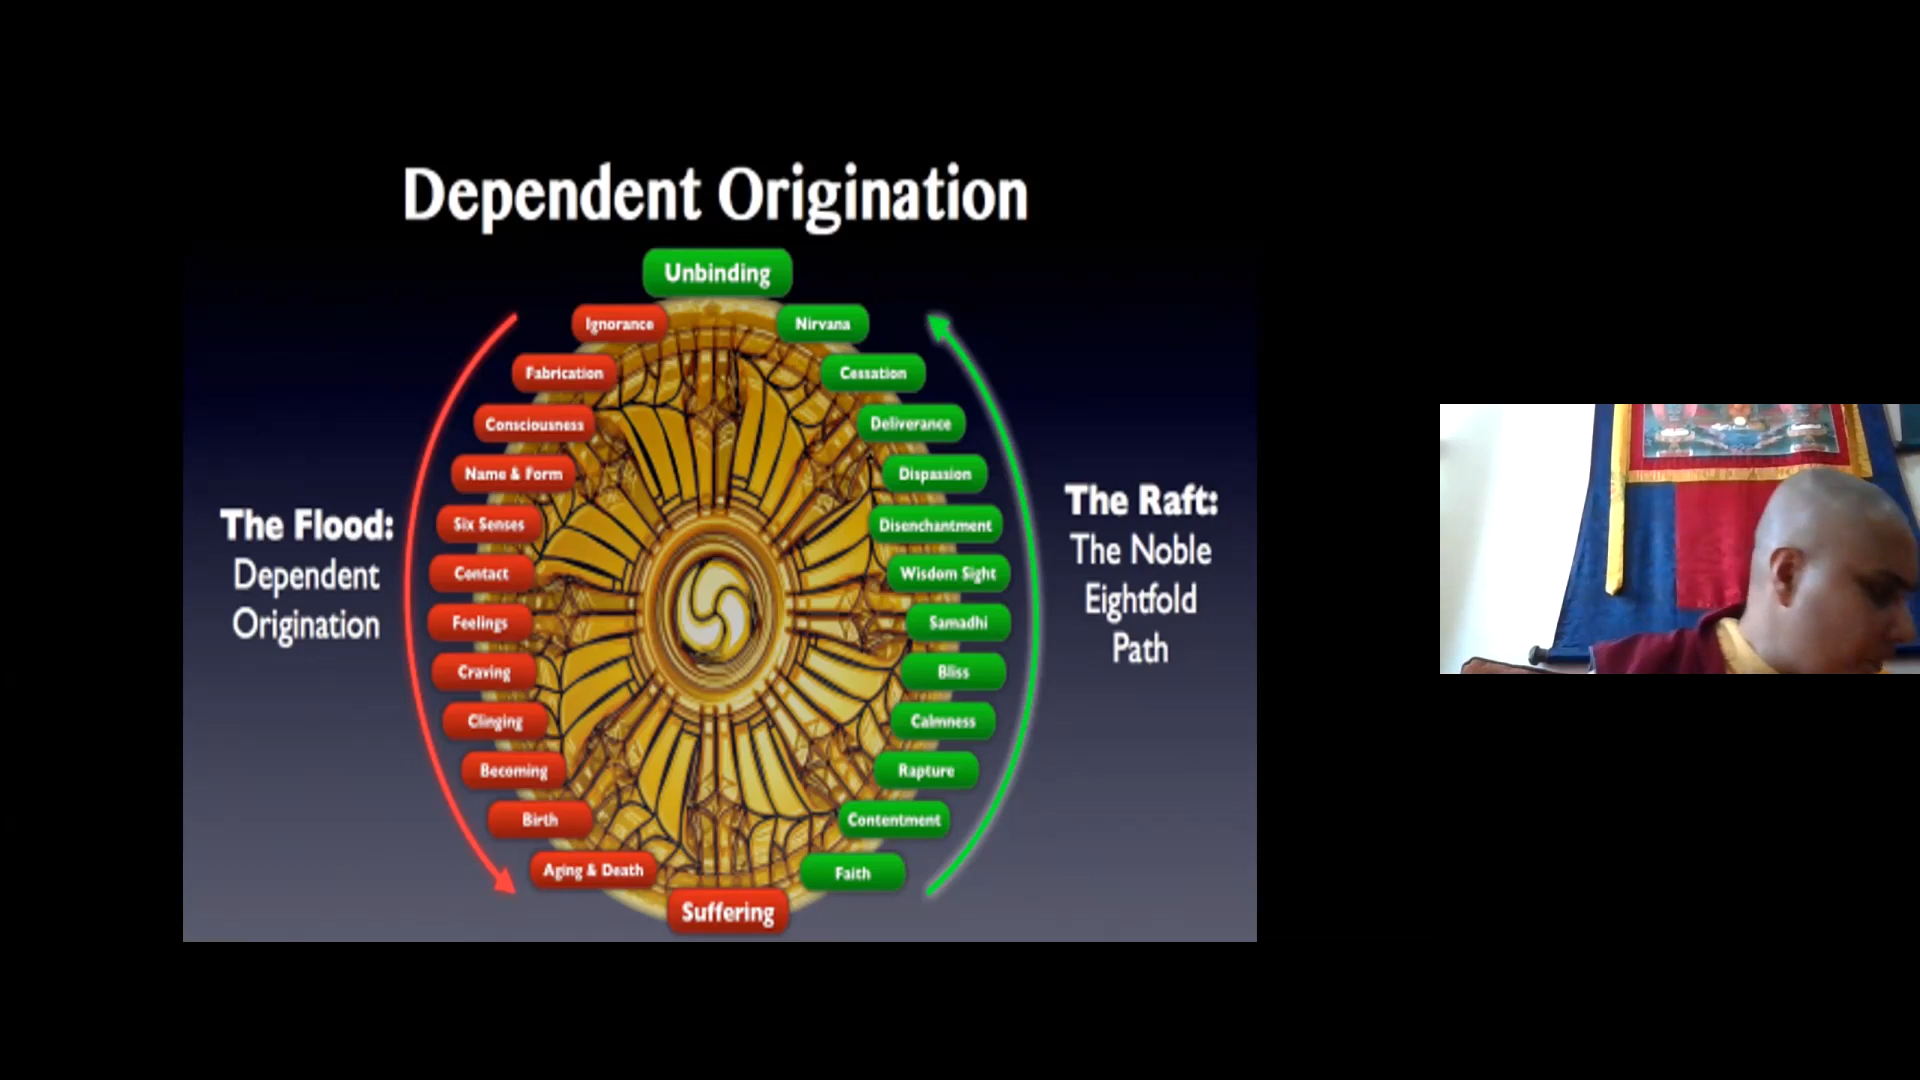 Dependent Origination
Unbinding
Ignorance
Fabrication
Consciousness
Name & Form
Six Senses
Contact
Feelings
Craving
Clinging
Becoming
Birth
Aging & Death
Suffering
Nirvana
Cessation
Deliverance
Dispassion
Disenchantment
Wisdom Sight
Samadhi
Bliss
Calmness
Rapture
Contentment
Faith
The Flood:
Dependent
Origination
The Raft:
The Noble
Eightfold
Path